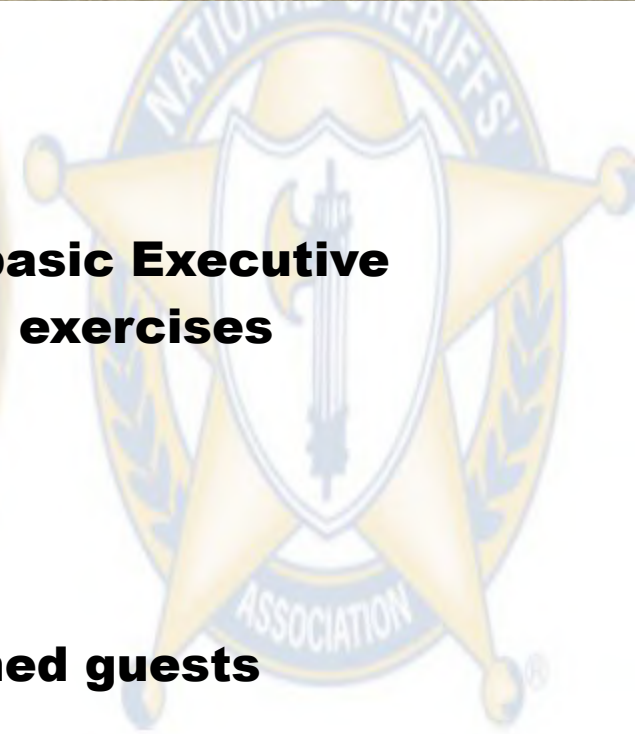 NATIONAL SHERIFFS'
basic Executive
exercises
ASSOCIATION
ned guests
®